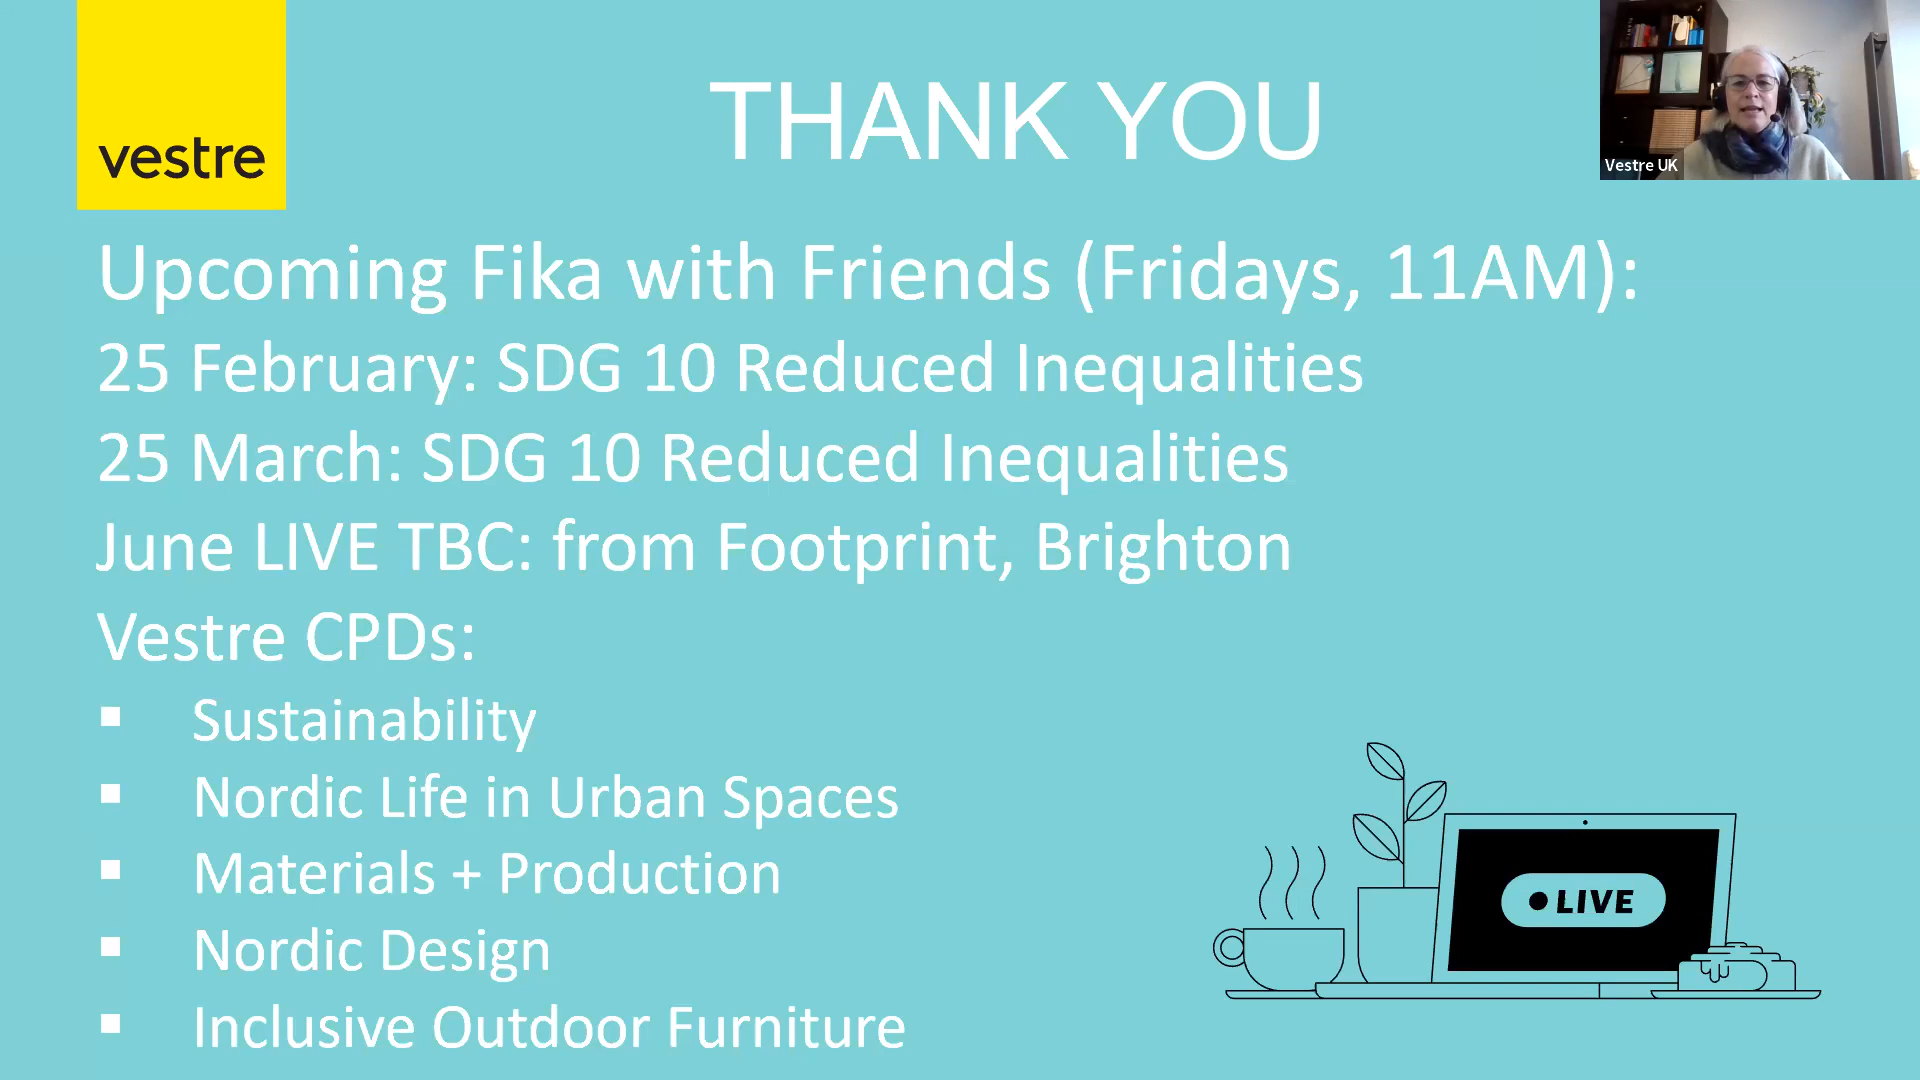 vestre
THANK YOU
Vestre UK
Upcoming Fika with Friends (Fridays, 11AM):
25 February: SDG 10 Reduced Inequalities
25 March: SDG 10 Reduced Inequalities
June LIVE TBC: from Footprint, Brighton
Vestre CPDs:
▪ Sustainability
▪ Nordic Life in Urban Spaces
▪ Materials + Production
▪ Nordic Design
▪ Inclusive Outdoor Furniture
LIVE